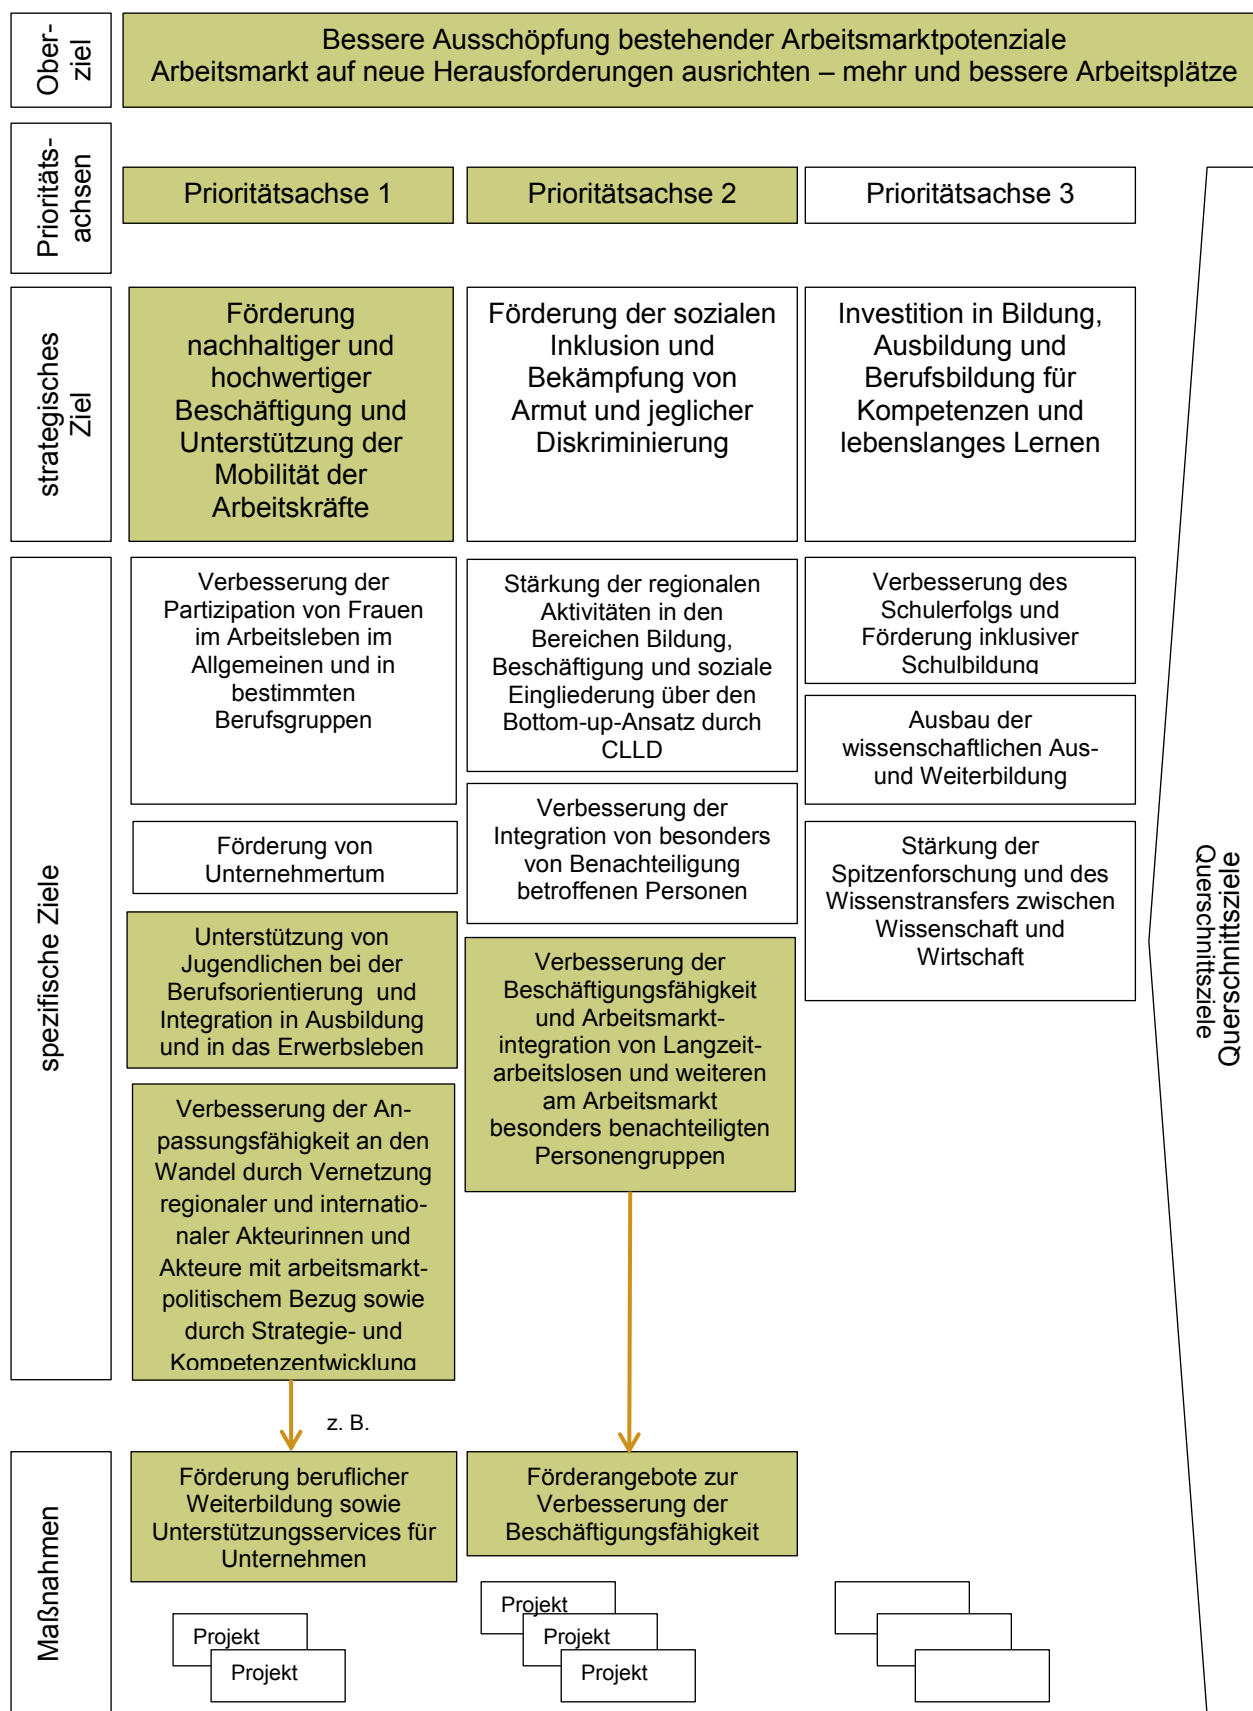 Ober-
ziel
Bessere Ausschöpfung bestehender Arbeitsmarktpotenziale
Arbeitsmarkt auf neue Herausforderungen ausrichten – mehr und bessere Arbeitsplätze
Prioritäts-
achsen
Prioritätsachse 1
Prioritätsachse 2
Prioritätsachse 3
strategisches
Ziel
Förderung
nachhaltiger und
hochwertiger
Beschäftigung und
Unterstützung der
Mobilität der
Arbeitskräfte
Förderung der sozialen
Inklusion und
Bekämpfung von
Armut und jeglicher
Diskriminierung
Investition in Bildung,
Ausbildung und
Berufsbildung für
Kompetenzen und
lebenslanges Lernen
spezifische Ziele
Verbesserung der
Partizipation von Frauen
im Arbeitsleben im
Allgemeinen und in
bestimmten
Berufsgruppen
Förderung von
Unternehmertum
Unterstützung von
Jugendlichen bei der
Berufsorientierung und
Integration in Ausbildung
und in das Erwerbsleben
Verbesserung der An-
passungsfähigkeit an den
Wandel durch Vernetzung
regionaler und internatio-
naler Akteurinnen und
Akteure mit arbeitsmarkt-
politischem Bezug sowie
durch Strategie- und
Kompetenzentwicklung
Stärkung der regionalen
Aktivitäten in den
Bereichen Bildung,
Beschäftigung und soziale
Eingliederung über den
Bottom-up-Ansatz durch
CLLD
Verbesserung der
Integration von besonders
von Benachteiligung
betroffenen Personen
Verbesserung der
Beschäftigungsfähigkeit
und Arbeitsmarkt-
integration von Langzeit-
arbeitslosen und weiteren
am Arbeitsmarkt
besonders benachteiligten
Personengruppen
Verbesserung des
Schulerfolgs und
Förderung inklusiver
Schulbildung
Ausbau der
wissenschaftlichen Aus-
und Weiterbildung
Stärkung der
Spitzenforschung und des
Wissenstransfers zwischen
Wissenschaft und
Wirtschaft
Querschnittsziele
Querschnittsziele
z. B.
Maßnahmen
Förderung beruflicher
Weiterbildung sowie
Unterstützungsservices für
Unternehmen
Förderangebote zur
Verbesserung der
Beschäftigungsfähigkeit
Projekt
Projekt
Projekt
Projekt
Projekt